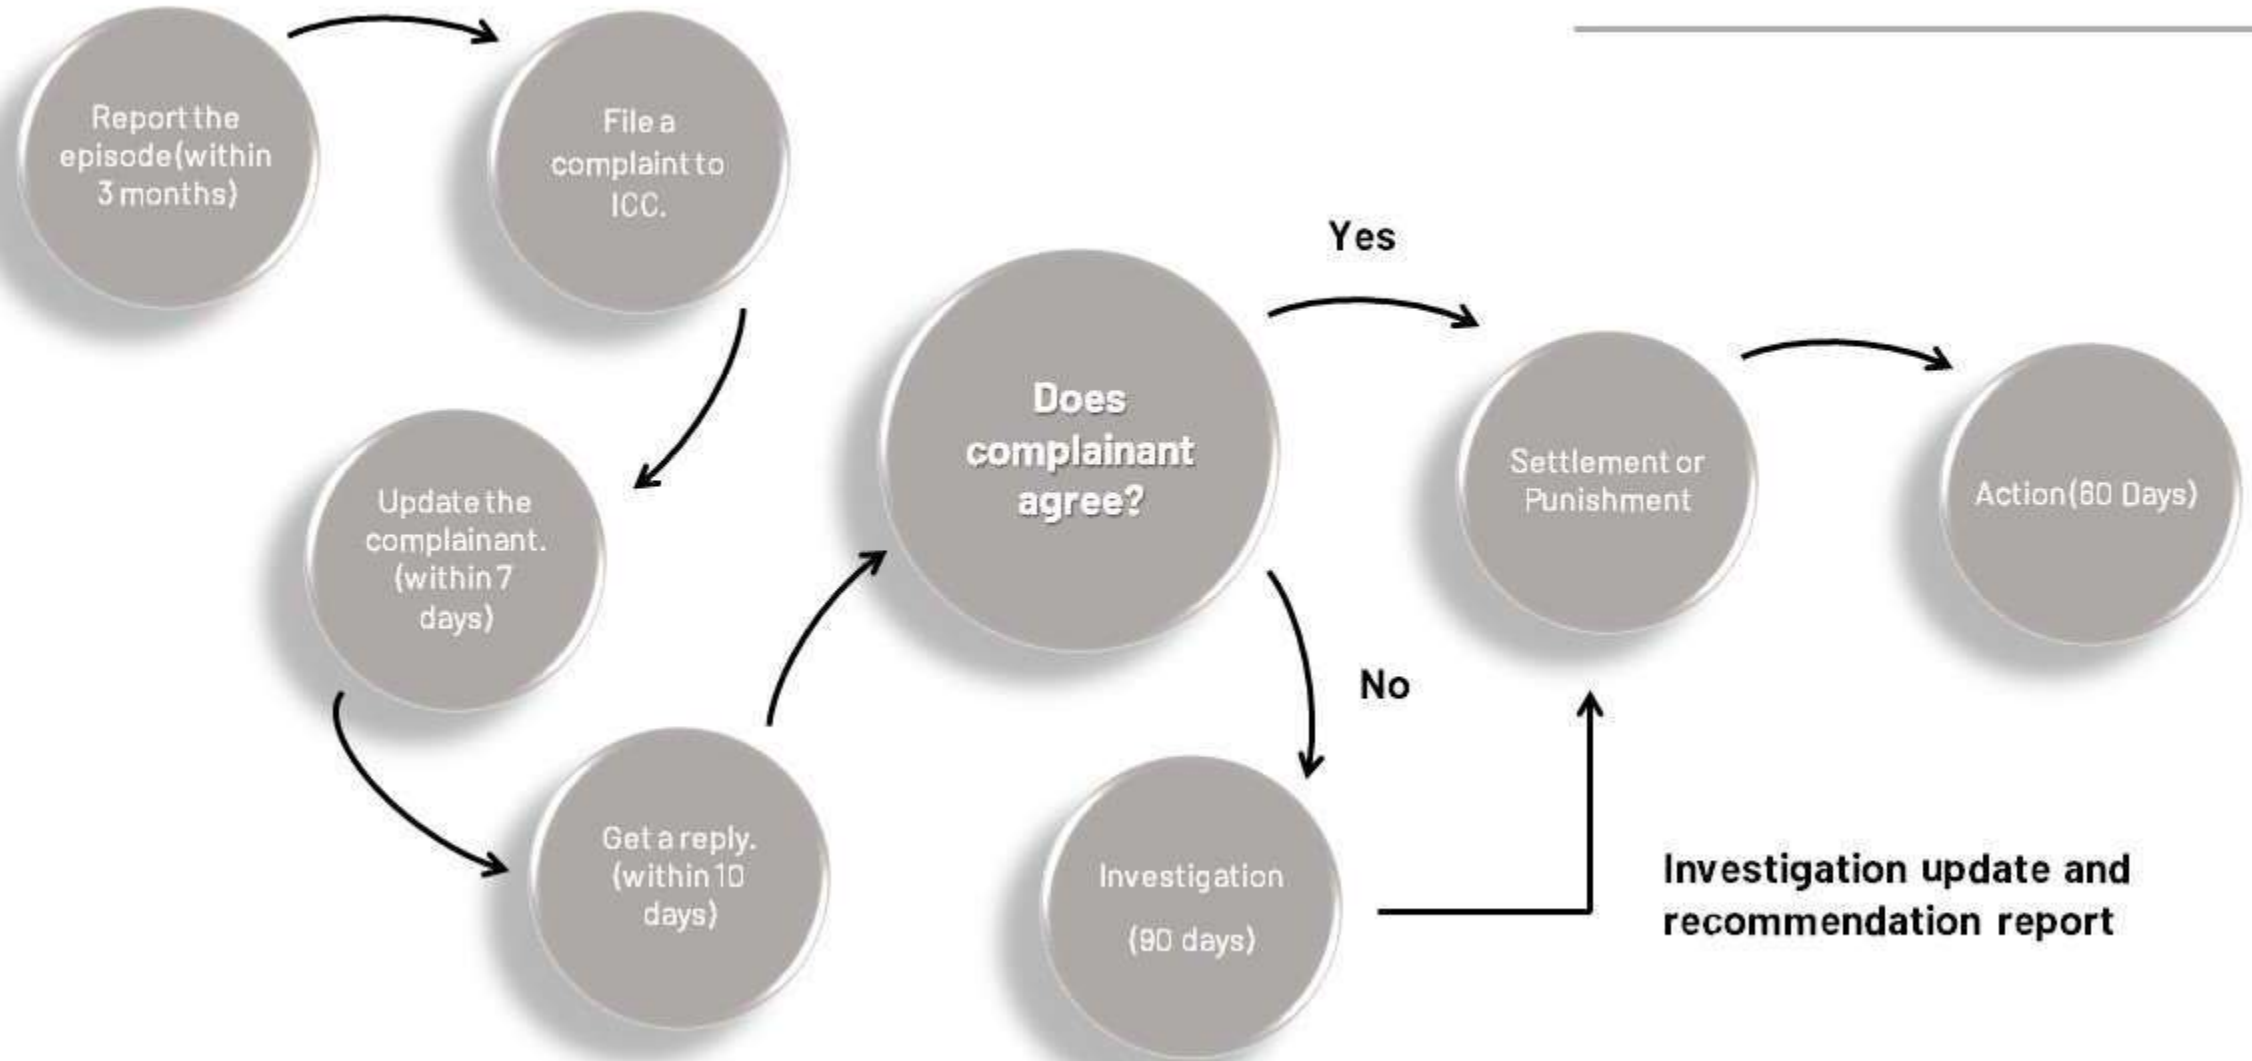 Report the
episode(within
3 months)
File a
complaint to
ICC.
Update the
complainant.
(within 7
days)
Get a reply.
(within 10
days)
Does
complainant
agree?
Yes
No
Settlement or
Punishment
Action(60 Days)
Investigation
(90 days)
Investigation update and
recommendation report